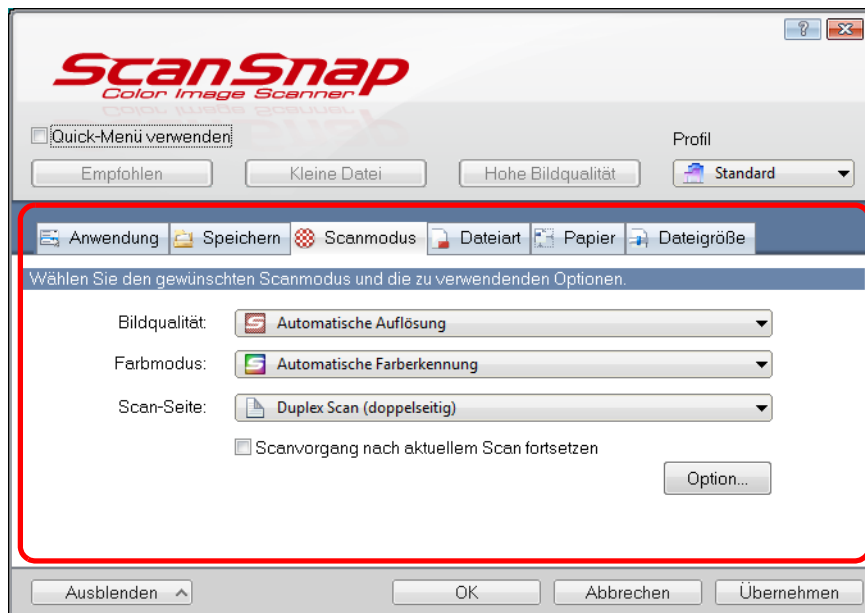 ScanSnap
Color Image Scanner
Quick-Menü verwenden
Profil
Empfohlen Kleine Datei Hohe Bildqualität Standard
Anwendung Speichern Scanmodus Dateiart Papier Dateigröße
Wählen Sie den gewünschten Scanmodus und die zu verwendenden Optionen.
Bildqualität: Automatische Auflösung
Farbmodus: Automatische Farberkennung
Scan-Seite: Duplex Scan (doppelseitig)
Scanvorgang nach aktuellem Scan fortsetzen
Option...
Ausblenden OK Abbrechen Übernehmen